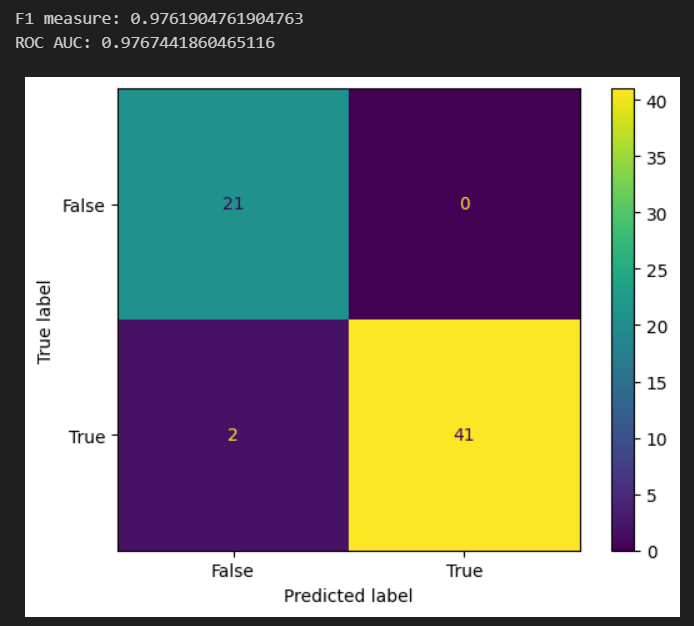 F1 measure: 0.9761904761904763
ROC AUC: 0.9767441860465116
False
21
0
True
2
41
True label
False
True
Predicted label
40
35
30
25
20
15
10
5
0